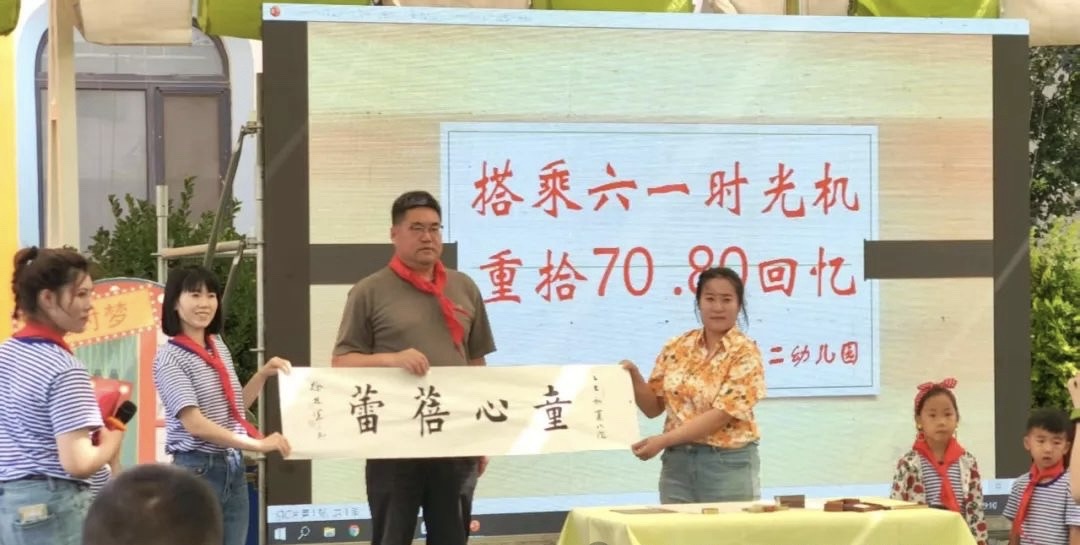 搭乘六一时光机
重拾70.80回忆
二幼儿园
蕾蓓心童
梦